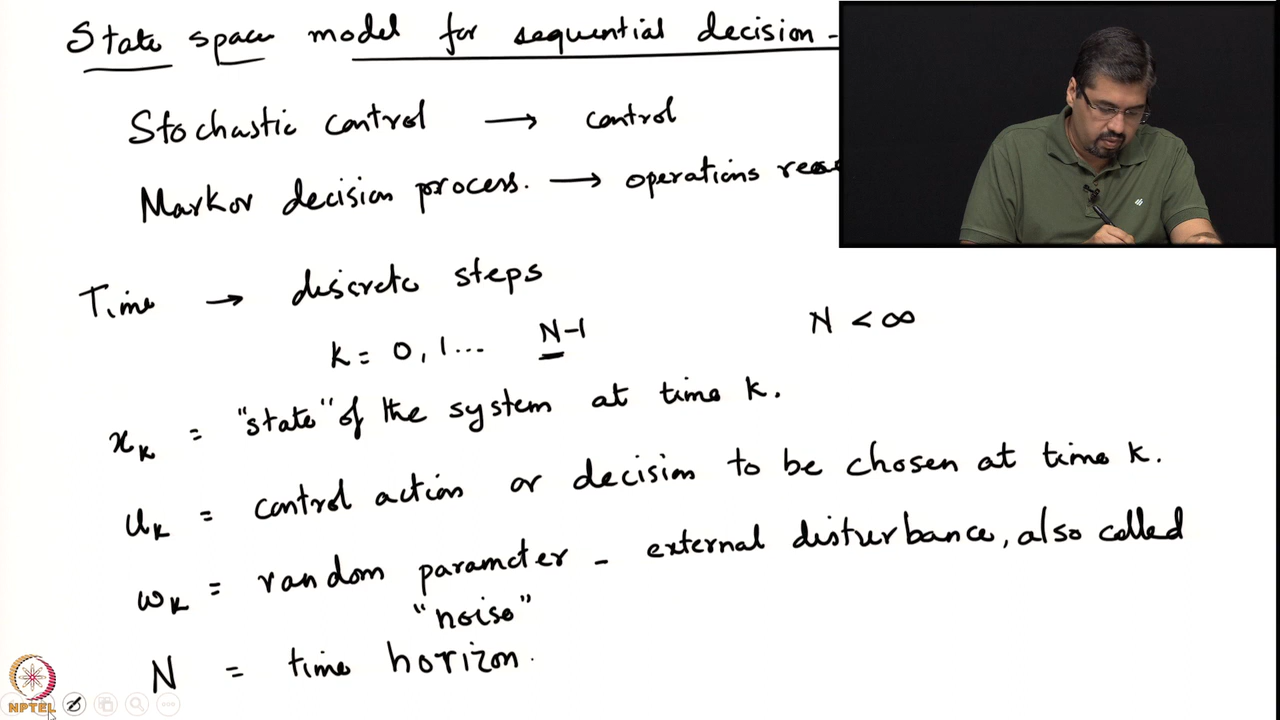 State space model for sequential decision -
Stochastic control → control
Markov decision process. → operations
Time → discrete steps
k = 0, 1 ... N-1 N < ∞
x_k = "state" of the system at time k.
u_k = control action or decision to be chosen at time k.
w_k = random parameter - external disturbance, also called
"noise"
N = time horizon.
NPTEL